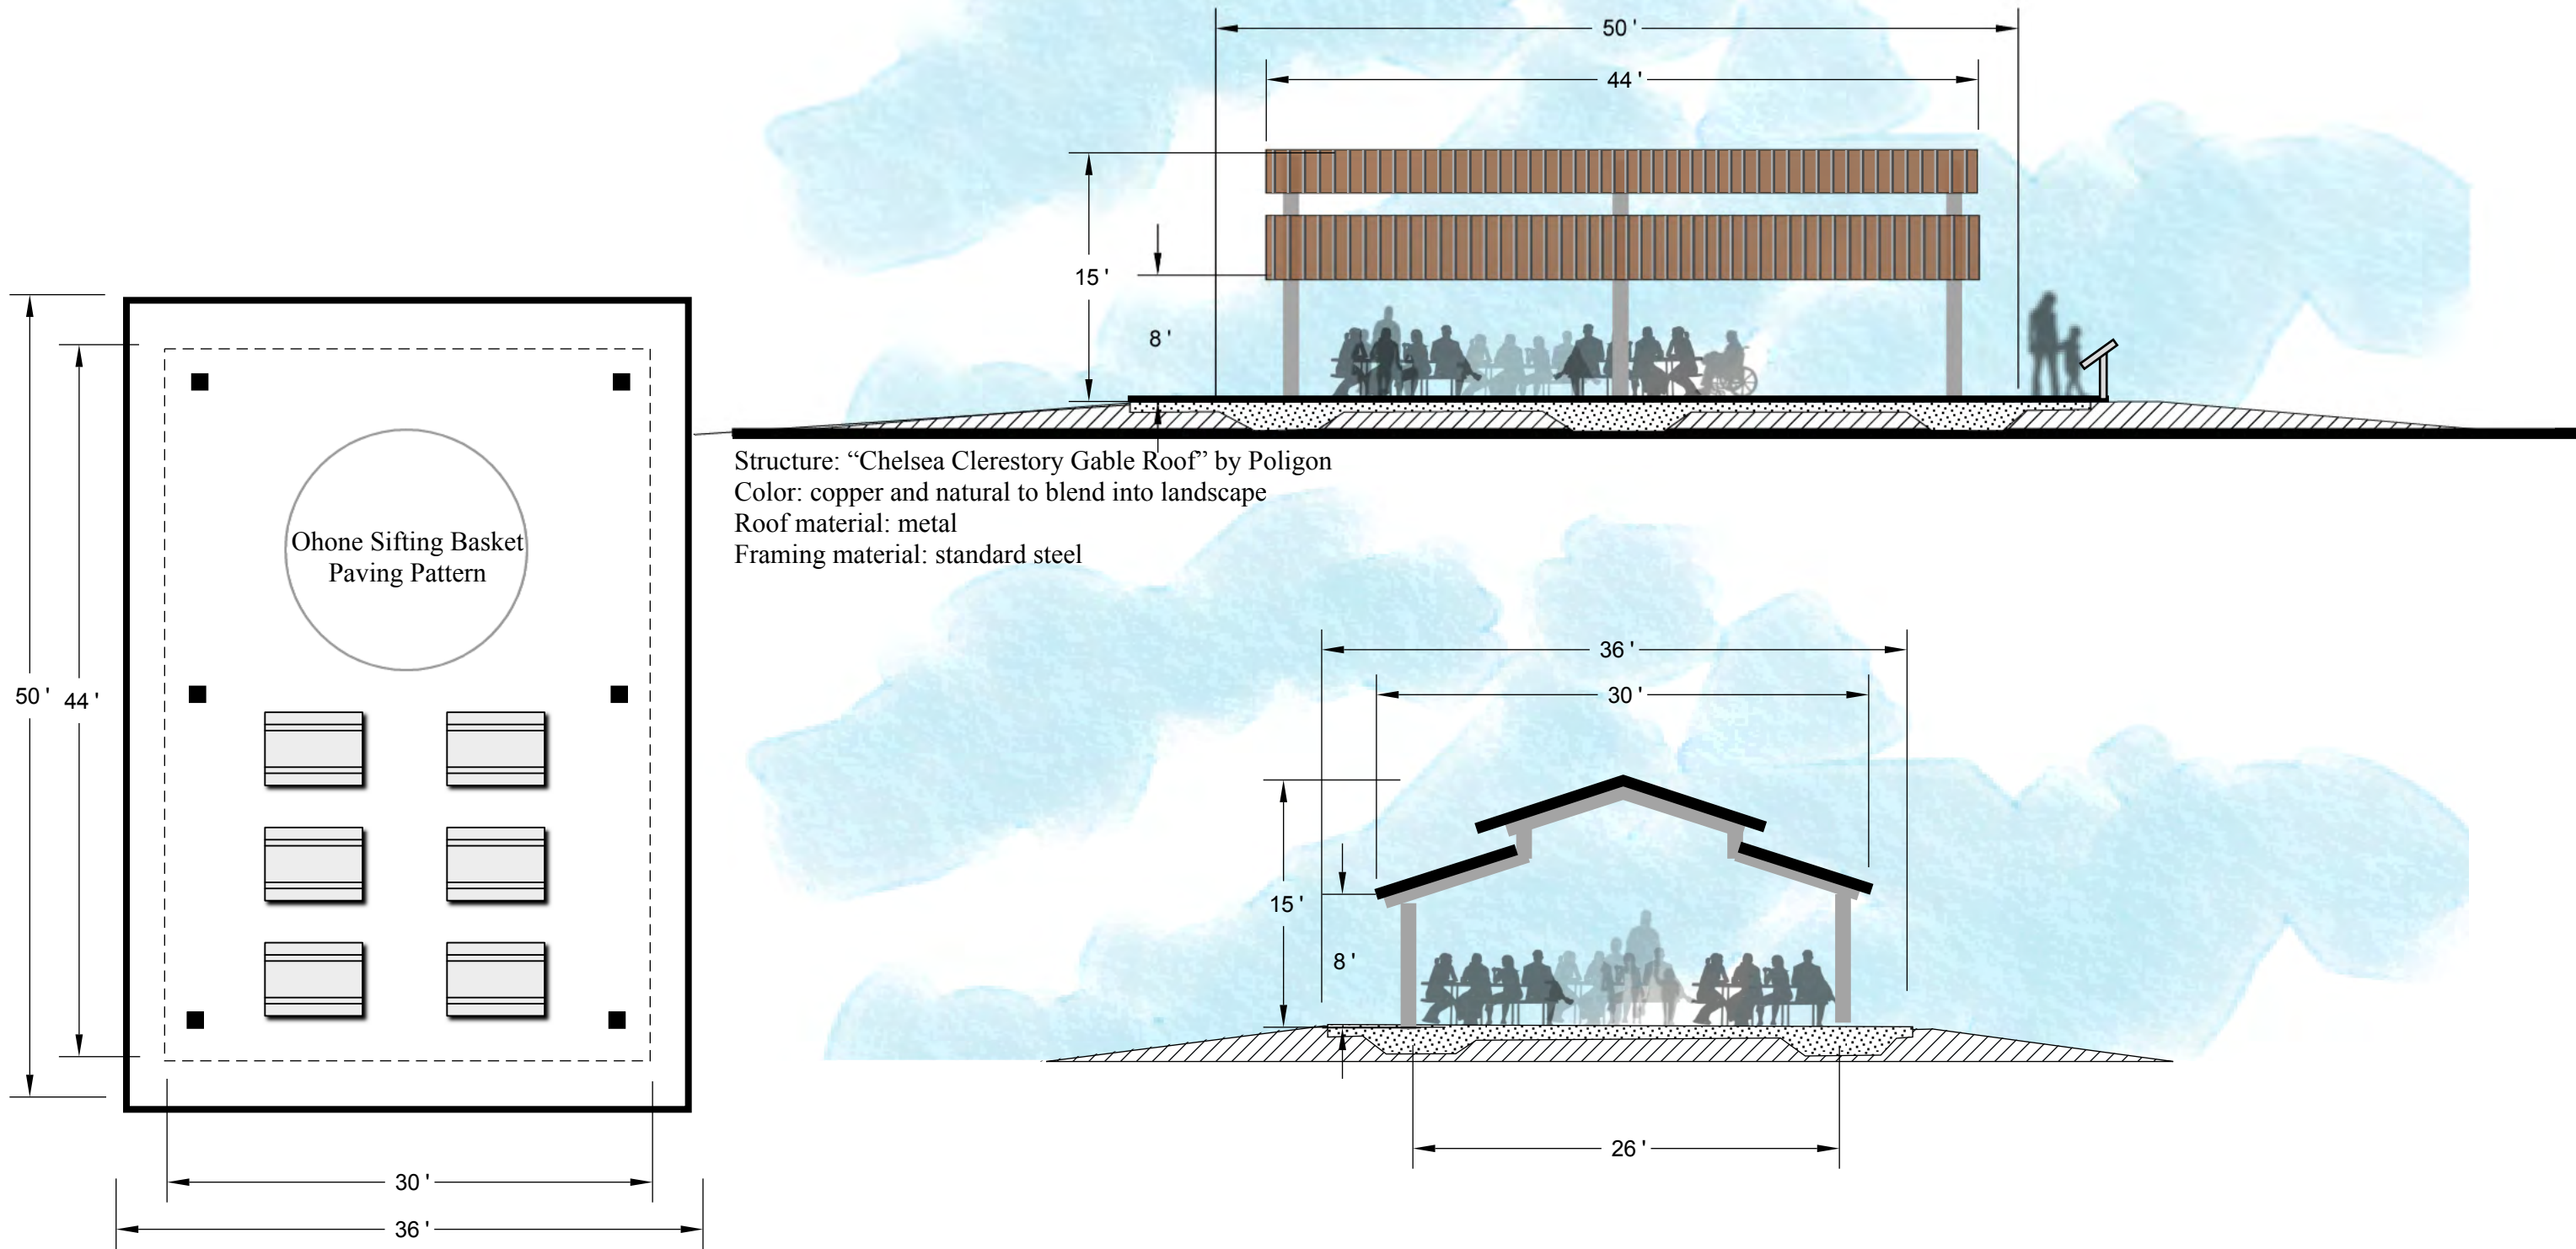 50 '
44 '
15 '
8 '
Structure: “Chelsea Clerestory Gable Roof” by Poligon
Color: copper and natural to blend into landscape
Roof material: metal
Framing material: standard steel
Ohone Sifting Basket
Paving Pattern
50 '
44 '
30 '
36 '
36 '
30 '
15 '
8 '
26 '